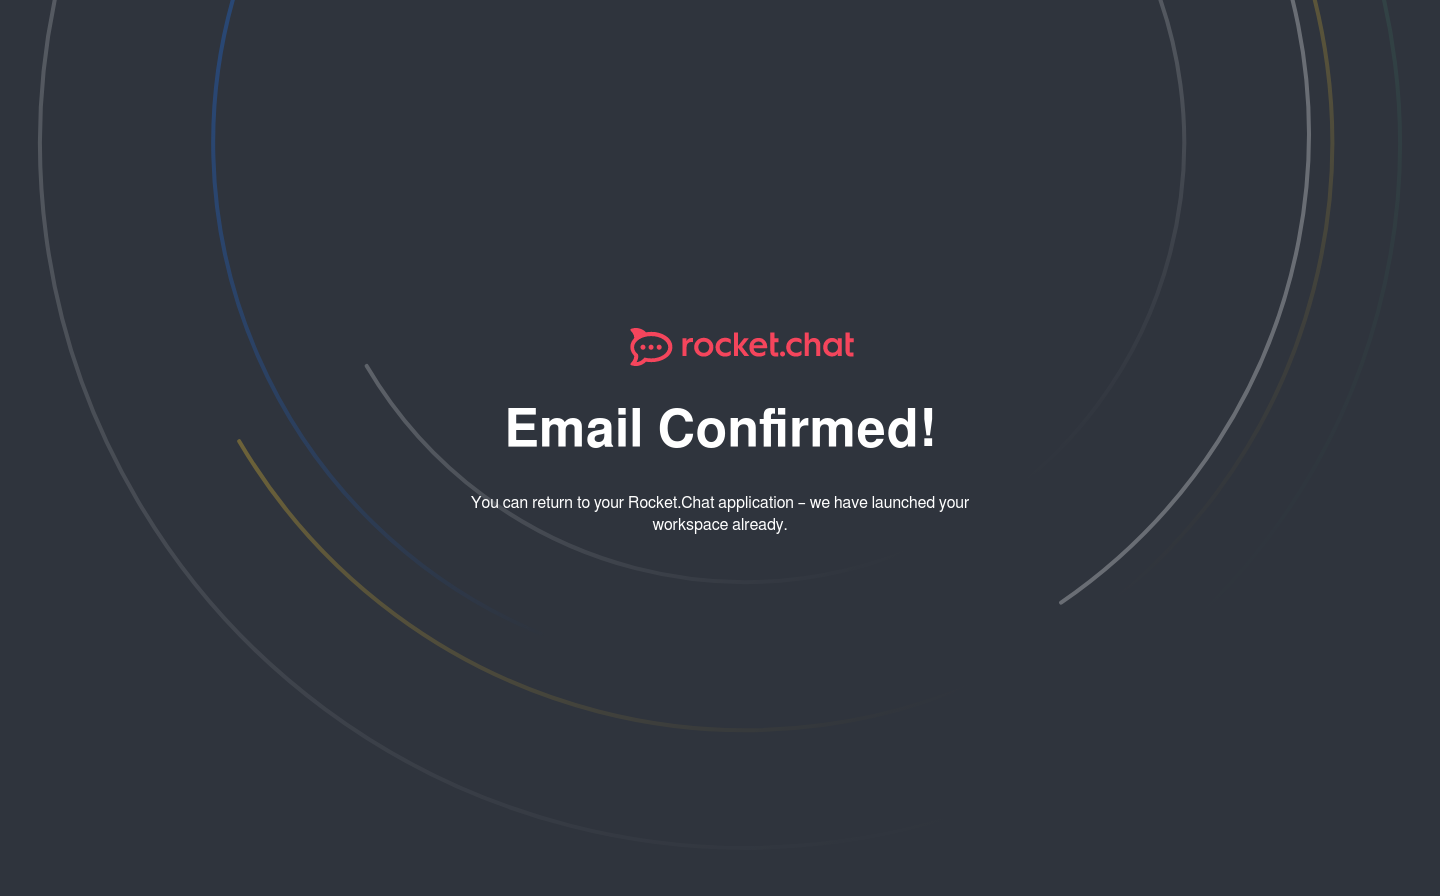 rocket.chat
Email Confirmed!
You can return to your Rocket.Chat application – we have launched your
workspace already.